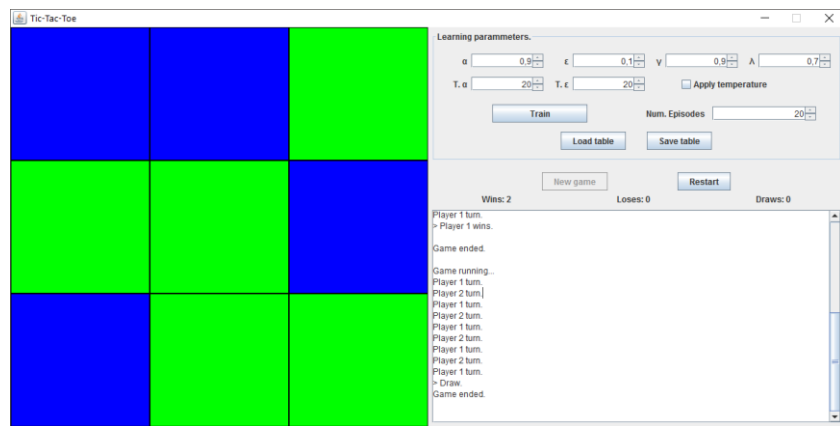 Tic-Tac-Toe
Learning parammeters.
α 0,9 ε 0,1 γ 0,9 λ 0,7
T. α 20 T. ε 20 Apply temperature
Train Num. Episodes 20
Load table Save table
New game Restart
Wins: 2 Loses: 0 Draws: 0
Player 1 turn.
> Player 1 wins.
Game ended.
Game running...
Player 1 turn.
Player 2 turn.
Player 1 turn.
Player 2 turn.
Player 1 turn.
Player 2 turn.
Player 1 turn.
Player 2 turn.
Player 1 turn.
> Draw.
Game ended.